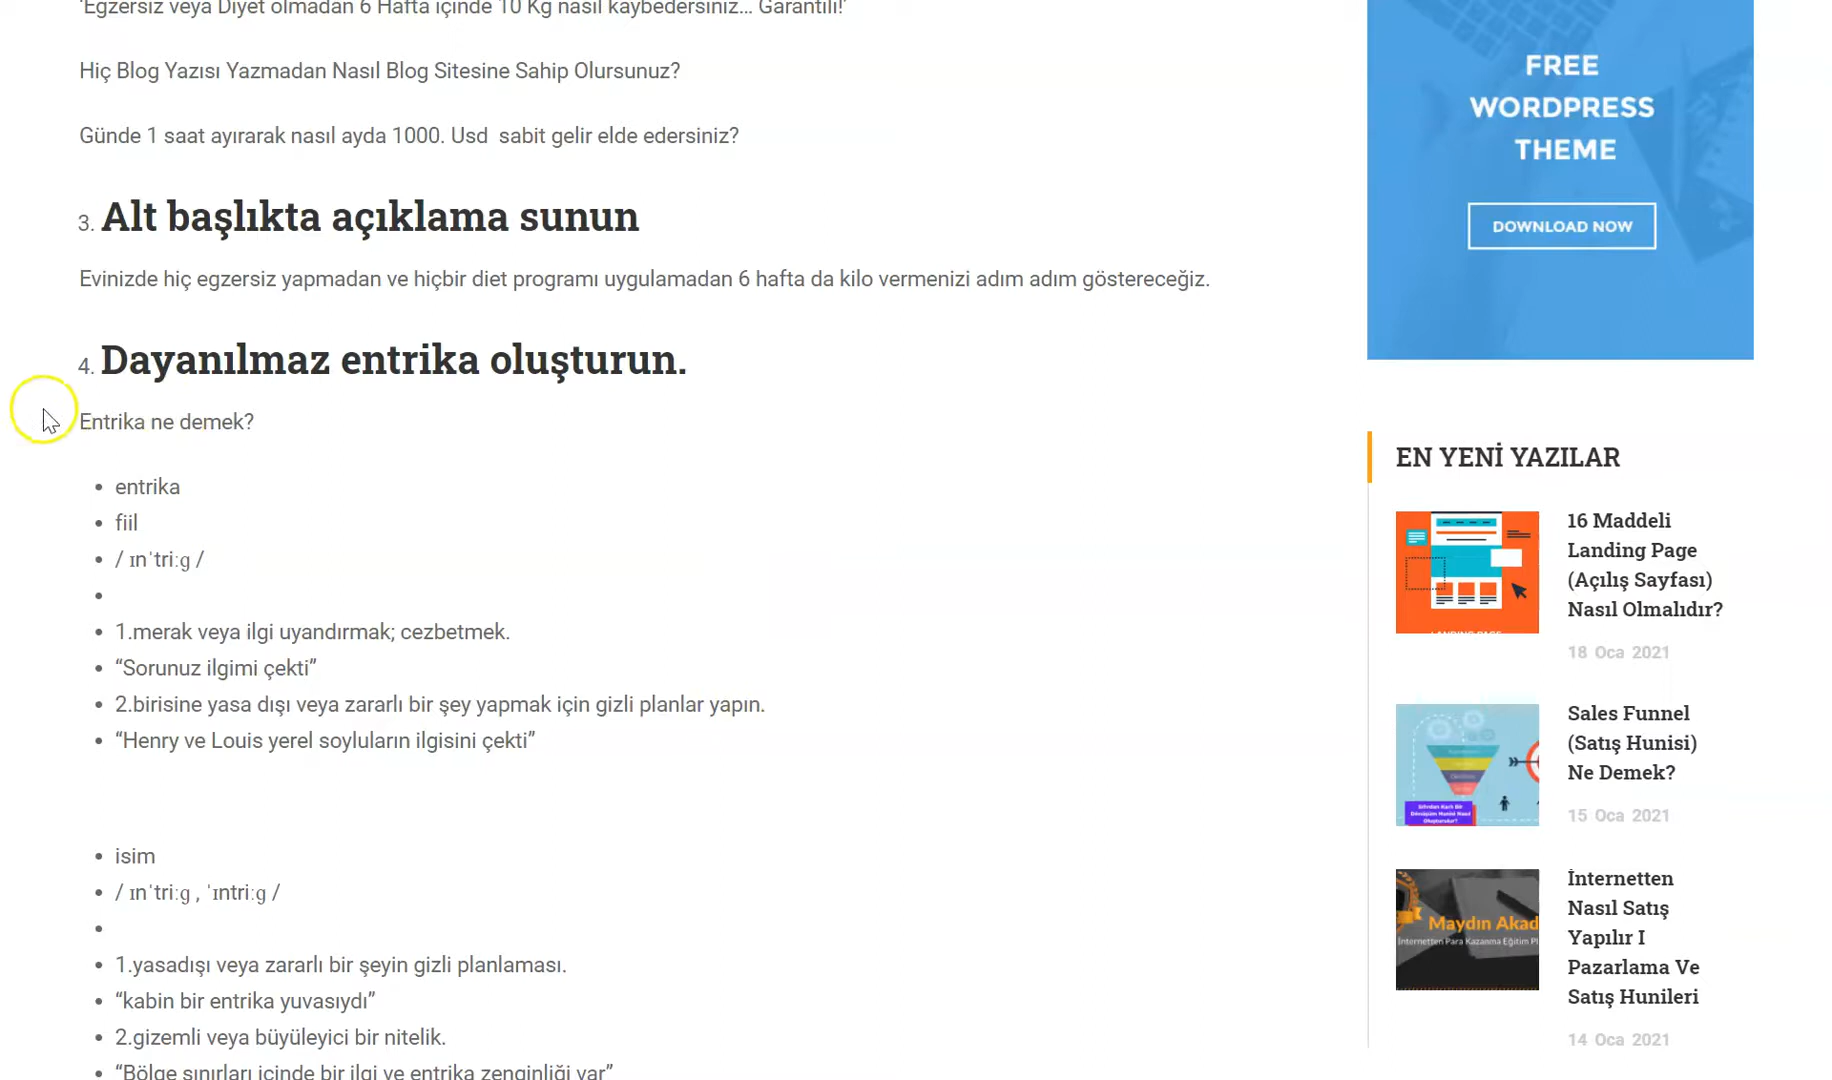 ‘Egzersiz veya Diyet olmadan 6 Hafta içinde 10 Kg nasıl kaybedersiniz... Garantili!’
Hiç Blog Yazısı Yazmadan Nasıl Blog Sitesine Sahip Olursunuz?
Günde 1 saat ayırarak nasıl ayda 1000. Usd sabit gelir elde edersiniz?
3. Alt başlıkta açıklama sunun
Evinizde hiç egzersiz yapmadan ve hiçbir diet programı uygulamadan 6 hafta da kilo vermenizi adım adım göstereceğiz.
4. Dayanılmaz entrika oluşturun.
Entrika ne demek?
• entrika
• fiil
• / ɪnˈtriːɡ /
•
• 1.merak veya ilgi uyandırmak; cezbetmek.
• “Sorunuz ilgimi çekti”
• 2.birisine yasa dışı veya zararlı bir şey yapmak için gizli planlar yapın.
• “Henry ve Louis yerel soyluların ilgisini çekti”
• isim
• / ɪnˈtriːɡ , ˈɪntriːɡ /
•
• 1.yasadışı veya zararlı bir şeyin gizli planlaması.
• “kabin bir entrika yuvasıydı”
• 2.gizemli veya büyüleyici bir nitelik.
• “Bölge sınırları içinde bir ilgi ve entrika zenginliği var”
FREE
WORDPRESS
THEME
DOWNLOAD NOW
EN YENİ YAZILAR
16 Maddeli
Landing Page
(Açılış Sayfası)
Nasıl Olmalıdır?
18 Oca 2021
Sales Funnel
(Satış Hunisi)
Ne Demek?
15 Oca 2021
Maydın Akad
İnternetten Para Kazanma Eğitim Pl
İnternetten
Nasıl Satış
Yapılır I
Pazarlama Ve
Satış Hunileri
14 Oca 2021